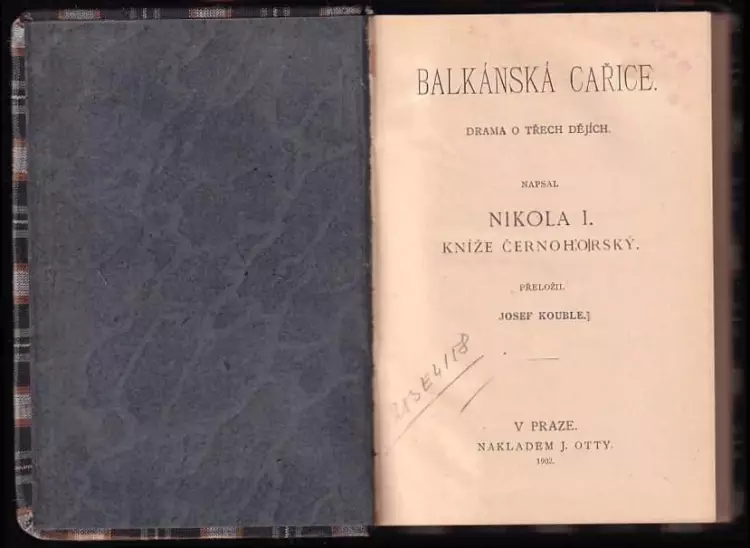 BALKÁNSKÁ CAŘICE.
DRAMA O TŘECH DĚJÍCH.
NAPSAL
NIKOLA I.
KNÍŽE ČERNOHORSKÝ.
PŘELOŽIL
JOSEF KOUBLE.
V PRAZE.
NAKLADEM J. OTTY.
1902.